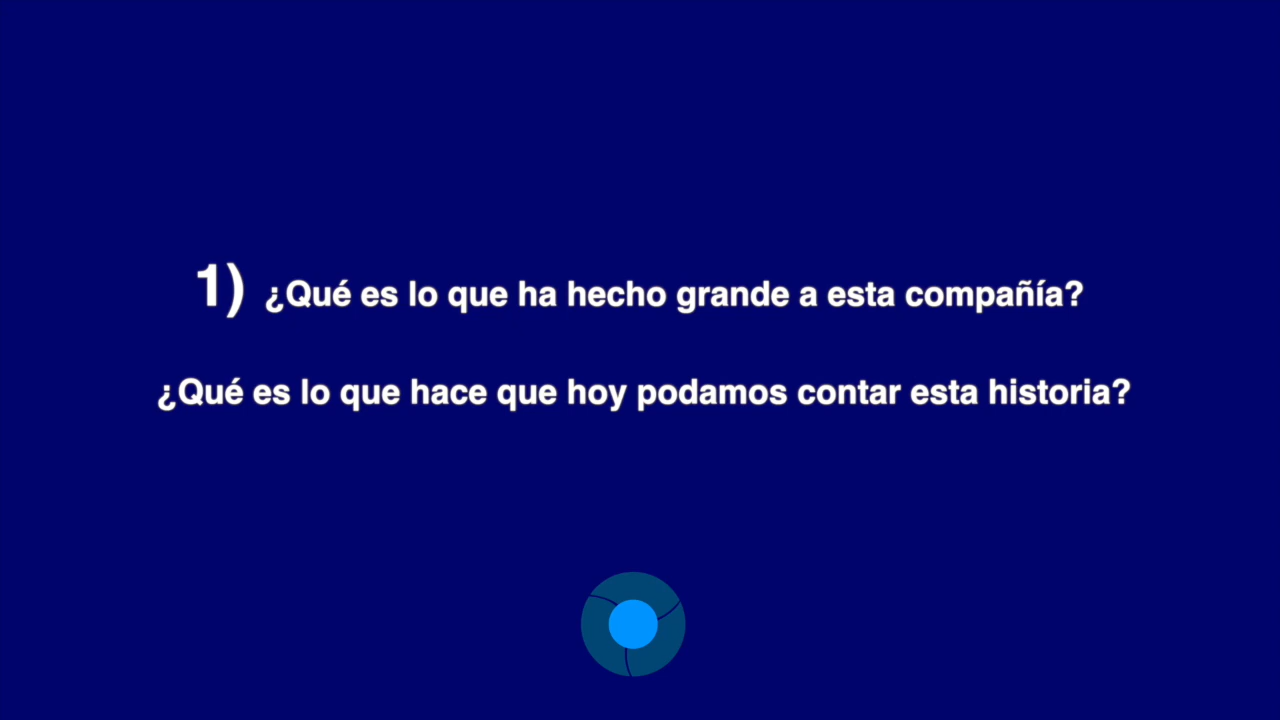 1) ¿Qué es lo que ha hecho grande a esta compañía?
¿Qué es lo que hace que hoy podamos contar esta historia?